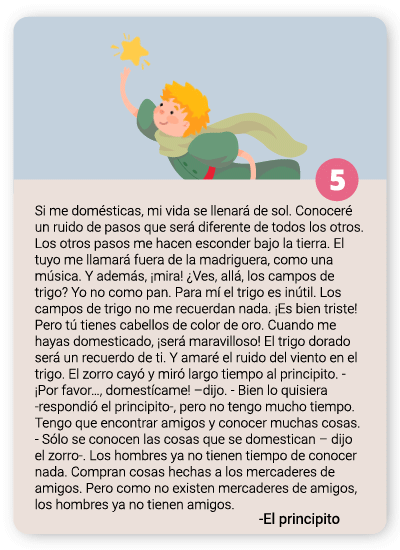 5
Si me domésticas, mi vida se llenará de sol. Conoceré
un ruido de pasos que será diferente de todos los otros.
Los otros pasos me hacen esconder bajo la tierra. El
tuyo me llamará fuera de la madriguera, como una
música. Y además, ¡mira! ¿Ves, allá, los campos de
trigo? Yo no como pan. Para mí el trigo es inútil. Los
campos de trigo no me recuerdan nada. ¡Es bien triste!
Pero tú tienes cabellos de color de oro. Cuando me
hayas domesticado, ¡será maravilloso! El trigo dorado
será un recuerdo de ti. Y amaré el ruido del viento en el
trigo. El zorro cayó y miró largo tiempo al principito. -
¡Por favor…, domestícame! –dijo. - Bien lo quisiera
-respondió el principito-, pero no tengo mucho tiempo.
Tengo que encontrar amigos y conocer muchas cosas.
- Sólo se conocen las cosas que se domestican – dijo
el zorro-. Los hombres ya no tienen tiempo de conocer
nada. Compran cosas hechas a los mercaderes de
amigos. Pero como no existen mercaderes de amigos,
los hombres ya no tienen amigos.
-El principito